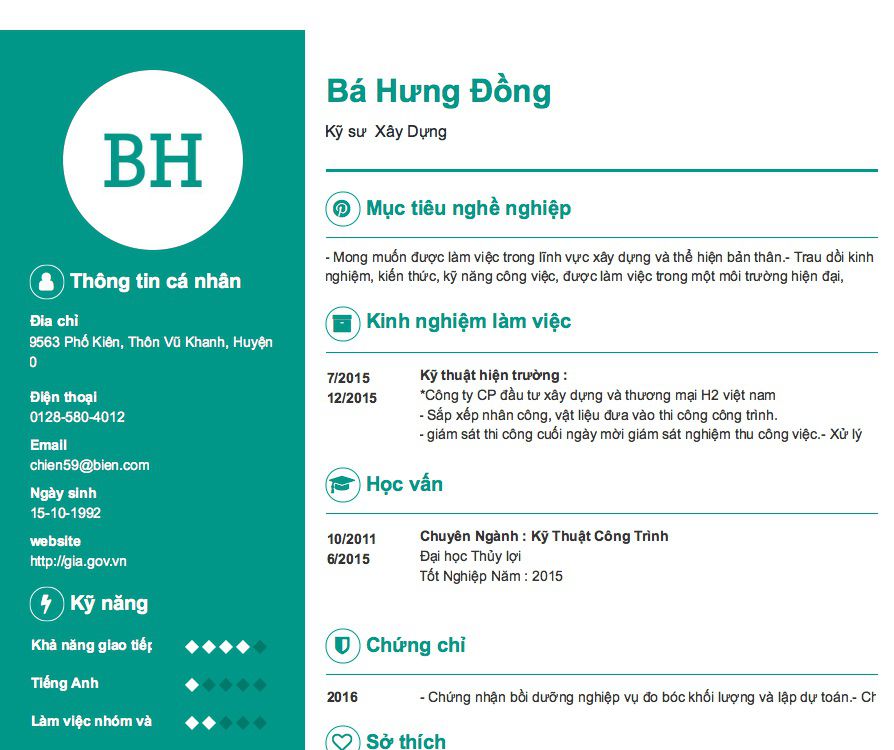 BH
Thông tin cá nhân
Địa chỉ
9563 Phố Kiên, Thôn Vũ Khanh, Huyện
0
Điện thoại
0128-580-4012
Email
chien59@bien.com
Ngày sinh
15-10-1992
website
http://gia.gov.vn
Kỹ năng
Khả năng giao tiếp
Tiếng Anh
Làm việc nhóm và
Bá Hưng Đồng
Kỹ sư Xây Dựng
Mục tiêu nghề nghiệp
- Mong muốn được làm việc trong lĩnh vực xây dựng và thể hiện bản thân.- Trau dồi kinh
nghiệm, kiến thức, kỹ năng công việc, được làm việc trong một môi trường hiện đại,
Kinh nghiệm làm việc
7/2015
12/2015
Kỹ thuật hiện trường :
*Công ty CP đầu tư xây dựng và thương mại H2 việt nam
- Sắp xếp nhân công, vật liệu đưa vào thi công công trình.
- giám sát thi công cuối ngày mời giám sát nghiệm thu công việc.- Xử lý
Học vấn
10/2011
6/2015
Chuyên Ngành : Kỹ Thuật Công Trình
Đại học Thủy lợi
Tốt Nghiệp Năm : 2015
Chứng chỉ
2016
- Chứng nhận bồi dưỡng nghiệp vụ đo bóc khối lượng và lập dự toán.-
Sở thích